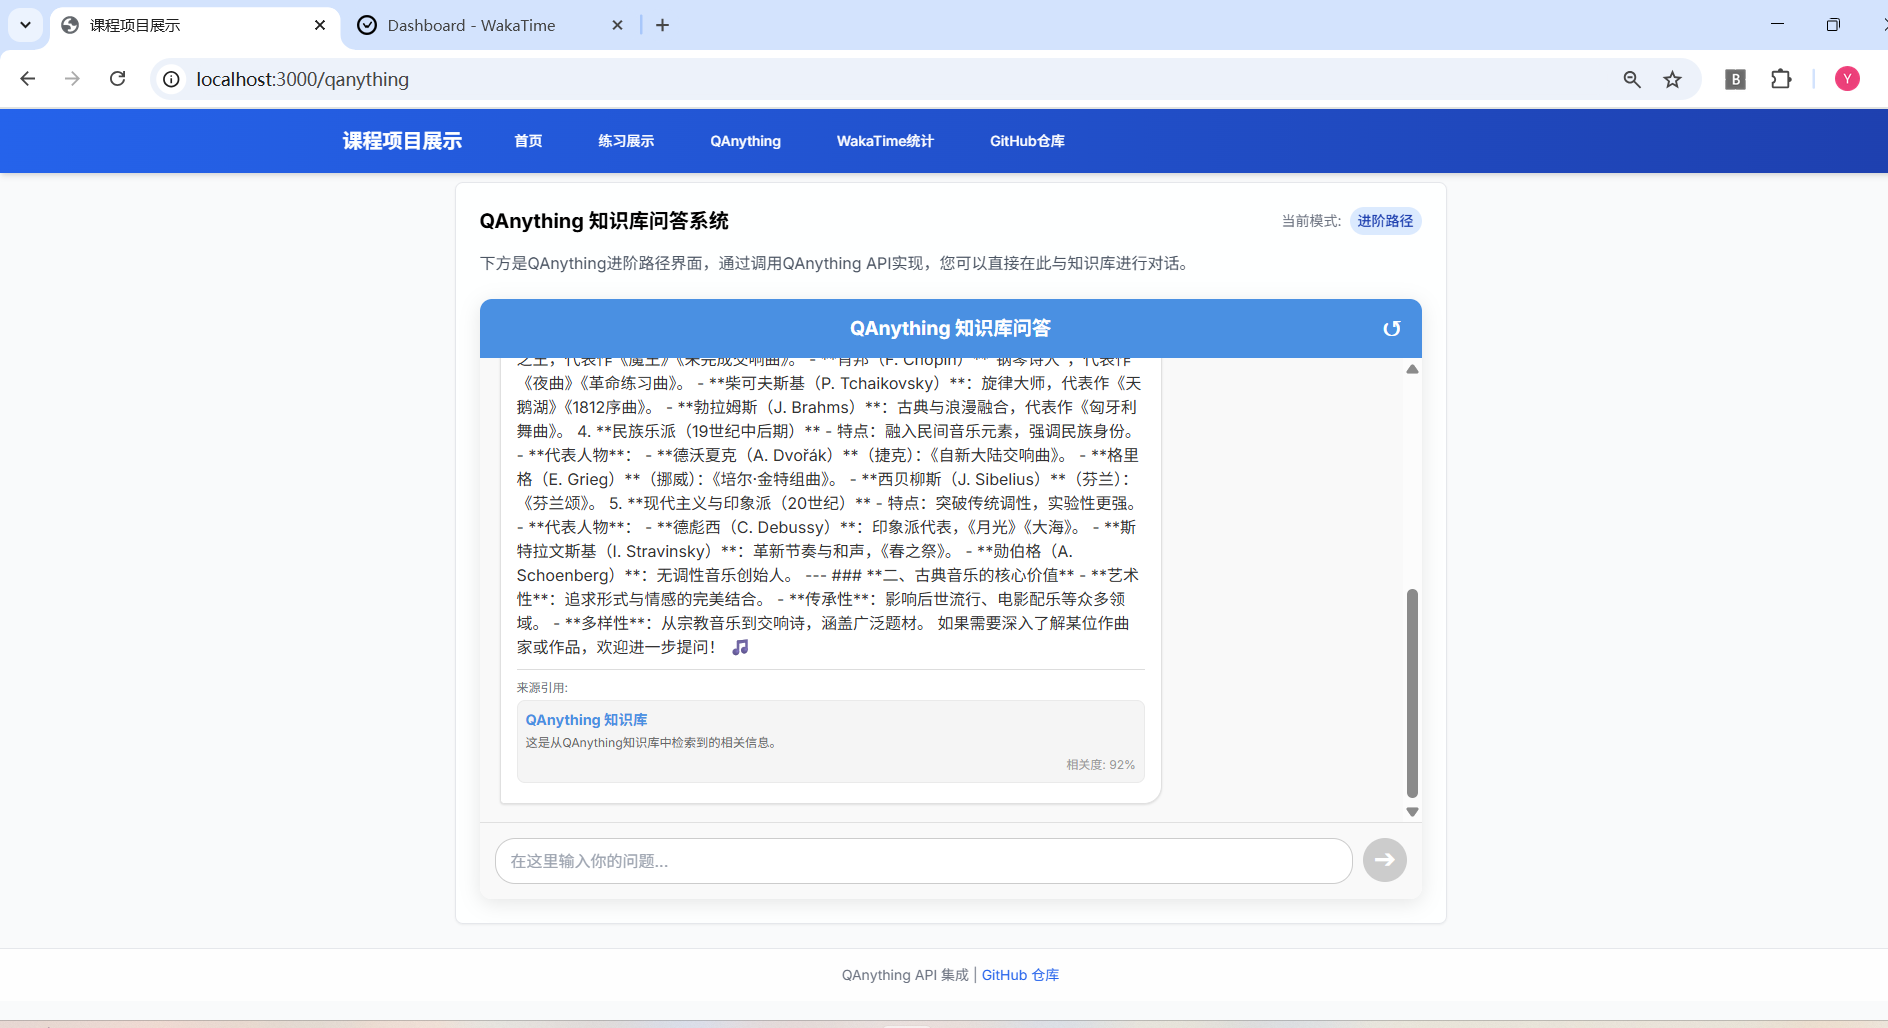 课程项目展示
Dashboard - WakaTime
localhost:3000/qanything
B
Y
课程项目展示
首页
练习展示
QAnything
WakaTime统计
GitHub仓库
QAnything 知识库问答系统
当前模式:
进阶路径
下方是QAnything进阶路径界面，通过调用QAnything API实现，您可以直接在此与知识库进行对话。
QAnything 知识库问答
之王，代表作《魔王》《未完成交响曲》。 - **肖邦（F. Chopin）**"钢琴诗人"，代表作
《夜曲》《革命练习曲》。 - **柴可夫斯基（P. Tchaikovsky）**：旋律大师，代表作《天
鹅湖》《1812序曲》。 - **勃拉姆斯（J. Brahms）**：古典与浪漫融合，代表作《匈牙利
舞曲》。 4. **民族乐派（19世纪中后期）** - 特点：融入民间音乐元素，强调民族身份。
- **代表人物**： - **德沃夏克（A. Dvořák）**（捷克）：《自新大陆交响曲》。 - **格里
格（E. Grieg）**（挪威）：《培尔·金特组曲》。 - **西贝柳斯（J. Sibelius）**（芬兰）：
《芬兰颂》。 5. **现代主义与印象派（20世纪）** - 特点：突破传统调性，实验性更强。
- **代表人物**： - **德彪西（C. Debussy）**：印象派代表，《月光》《大海》。 - **斯
特拉文斯基（I. Stravinsky）**：革新节奏与和声，《春之祭》。 - **勋伯格（A.
Schoenberg）**：无调性音乐创始人。 --- ### **二、古典音乐的核心价值** - **艺术
性**：追求形式与情感的完美结合。 - **传承性**：影响后世流行、电影配乐等众多领
域。 - **多样性**：从宗教音乐到交响诗，涵盖广泛题材。 如果需要深入了解某位作曲
家或作品，欢迎进一步提问！ 🎵
来源引用:
QAnything 知识库
这是从QAnything知识库中检索到的相关信息。
相关度: 92%
在这里输入你的问题...
QAnything API 集成 | GitHub 仓库